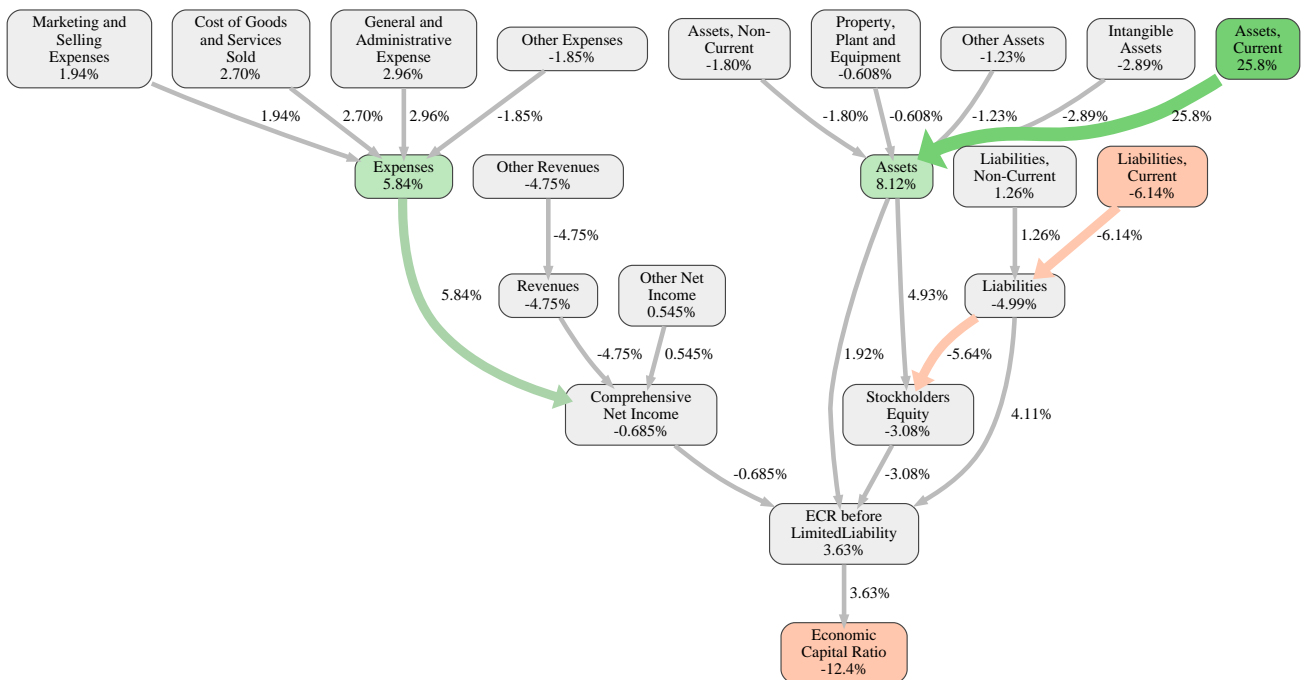 Marketing and
Selling
Expenses
1.94%
Cost of Goods
and Services
Sold
2.70%
General and
Administrative
Expense
2.96%
Other Expenses
-1.85%
Assets, Non-
Current
-1.80%
Property,
Plant and
Equipment
-0.608%
Other Assets
-1.23%
Intangible
Assets
-2.89%
Assets,
Current
25.8%
1.94%
2.70%
2.96%
-1.85%
-1.80%
-0.608%
-1.23%
-2.89%
25.8%
Expenses
5.84%
Other Revenues
-4.75%
Assets
8.12%
Liabilities,
Non-Current
1.26%
Liabilities,
Current
-6.14%
-4.75%
1.26%
-6.14%
5.84%
Revenues
-4.75%
Other Net
Income
0.545%
4.93%
Liabilities
-4.99%
-4.75%
0.545%
1.92%
-5.64%
4.11%
Comprehensive
Net Income
-0.685%
Stockholders
Equity
-3.08%
-0.685%
-3.08%
ECR before
LimitedLiability
3.63%
3.63%
Economic
Capital Ratio
-12.4%